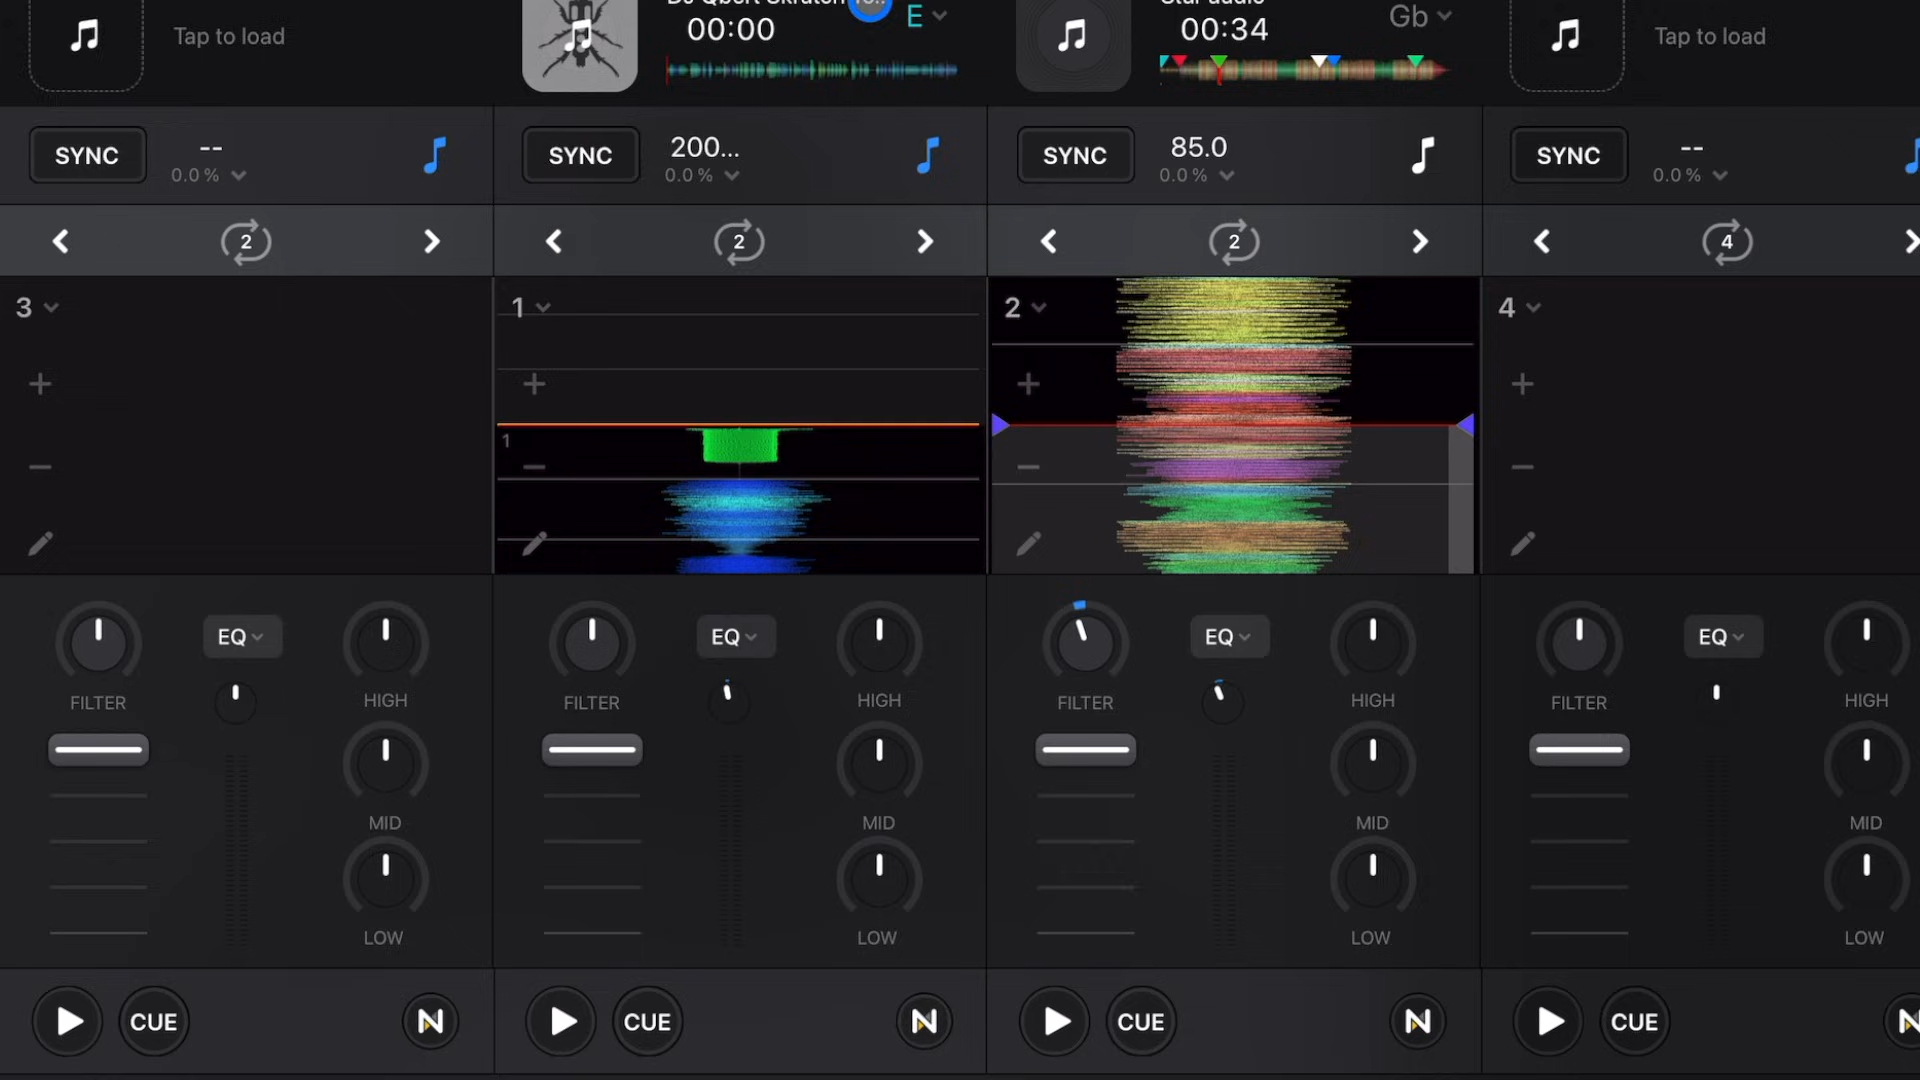 Tap to load
00:00
E
00:34
Gb
Tap to load
SYNC
--
0.0 %
SYNC
200...
0.0 %
SYNC
85.0
0.0 %
SYNC
--
0.0 %
2
2
2
4
3
1
2
4
1
EQ
EQ
EQ
EQ
FILTER
HIGH
FILTER
HIGH
FILTER
HIGH
FILTER
HIGH
MID
MID
MID
MID
LOW
LOW
LOW
LOW
CUE
N
CUE
N
CUE
N
CUE
N